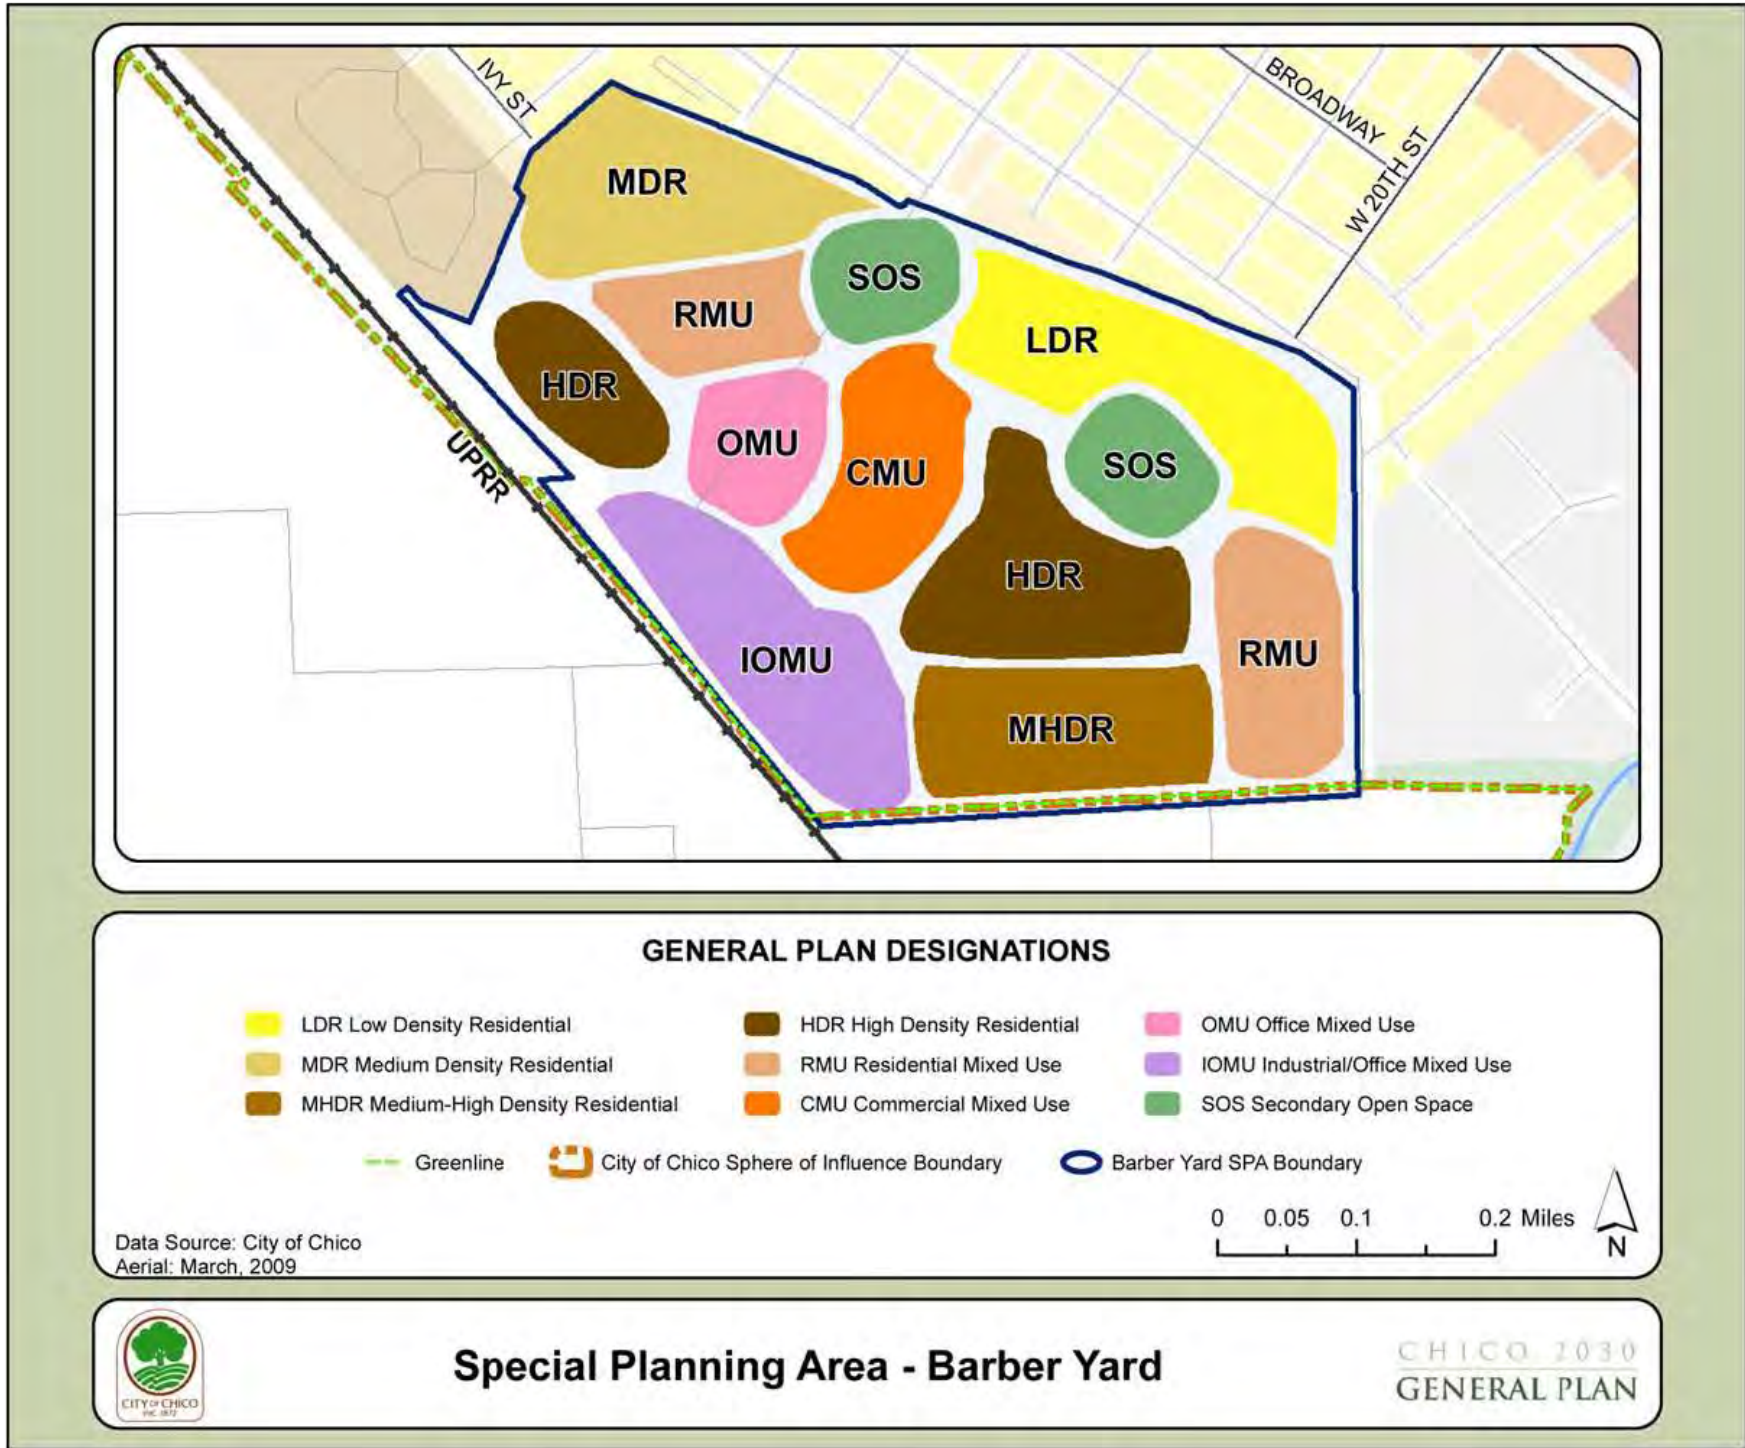 IVY ST
BROADWAY
W 20TH ST
MDR
SOS
RMU
LDR
HDR
OMU
CMU
SOS
UPRR
HDR
IOMU
RMU
MHDR
GENERAL PLAN DESIGNATIONS
LDR Low Density Residential
HDR High Density Residential
OMU Office Mixed Use
MDR Medium Density Residential
RMU Residential Mixed Use
IOMU Industrial/Office Mixed Use
MHDR Medium-High Density Residential
CMU Commercial Mixed Use
SOS Secondary Open Space
Greenline
City of Chico Sphere of Influence Boundary
Barber Yard SPA Boundary
0 0.05 0.1 0.2 Miles
N
Data Source: City of Chico
Aerial: March, 2009
CITY OF CHICO
INC. 1872
Special Planning Area - Barber Yard
CHICO 2030
GENERAL PLAN